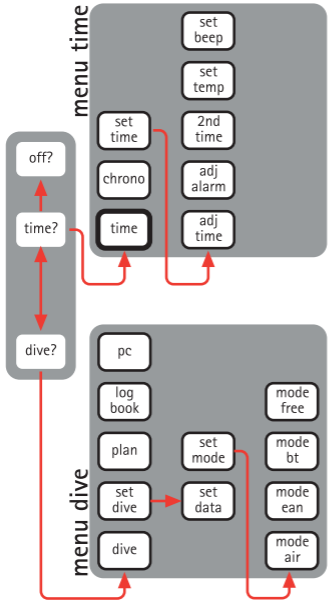 menu time
set
beep
set
temp
set
time
2nd
time
off?
chrono
adj
alarm
time?
time
adj
time
dive?
menu dive
pc
log
book
mode
free
plan
set
mode
mode
bt
set
dive
set
data
mode
ean
dive
mode
air